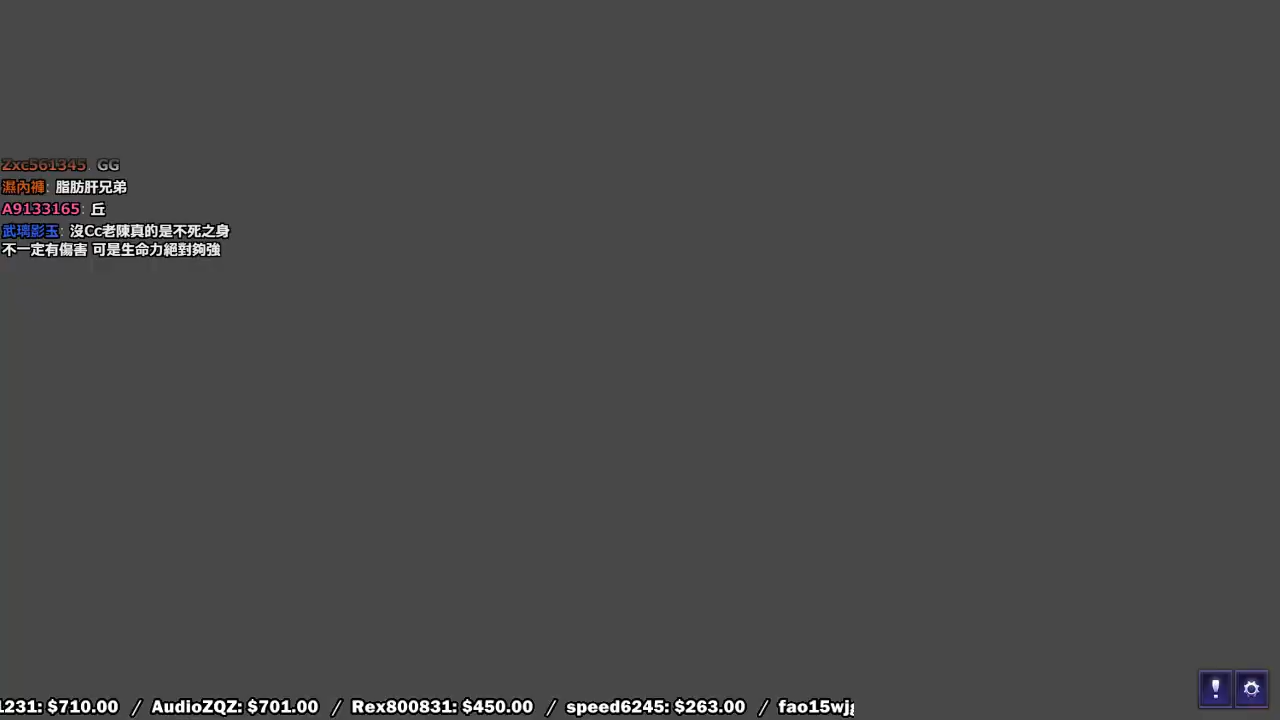 Zxc561345: GG
濕內褲: 脂肪肝兄弟
A9133165: 丘
武璃影玉: 沒Cc老陳真的是不死之身
不一定有傷害 可是生命力絕對夠強
1231: $710.00 / AudioZQZ: $701.00 / Rex800831: $450.00 / speed6245: $263.00 / fao15wj